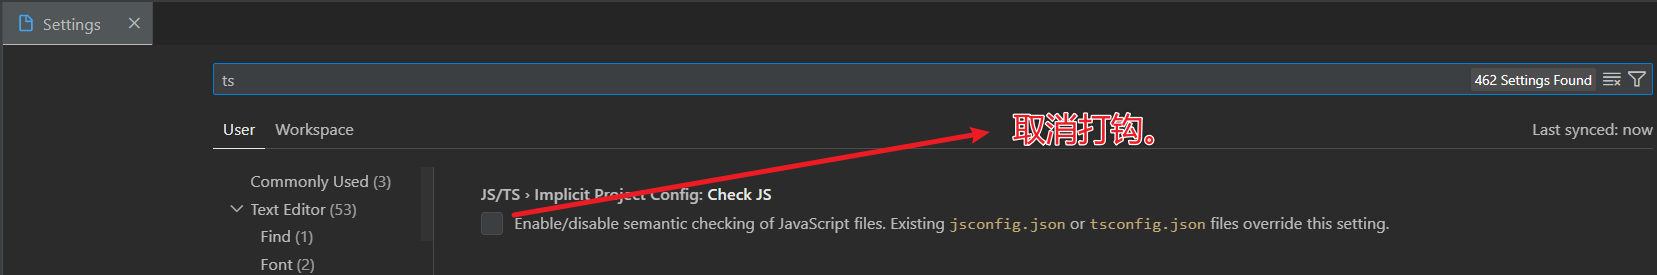 Settings
ts
462 Settings Found
User
Workspace
Last synced: now
取消打钩。
Commonly Used (3)
Text Editor (53)
Find (1)
Font (2)
JS/TS › Implicit Project Config: Check JS
Enable/disable semantic checking of JavaScript files. Existing jsconfig.json or tsconfig.json files override this setting.